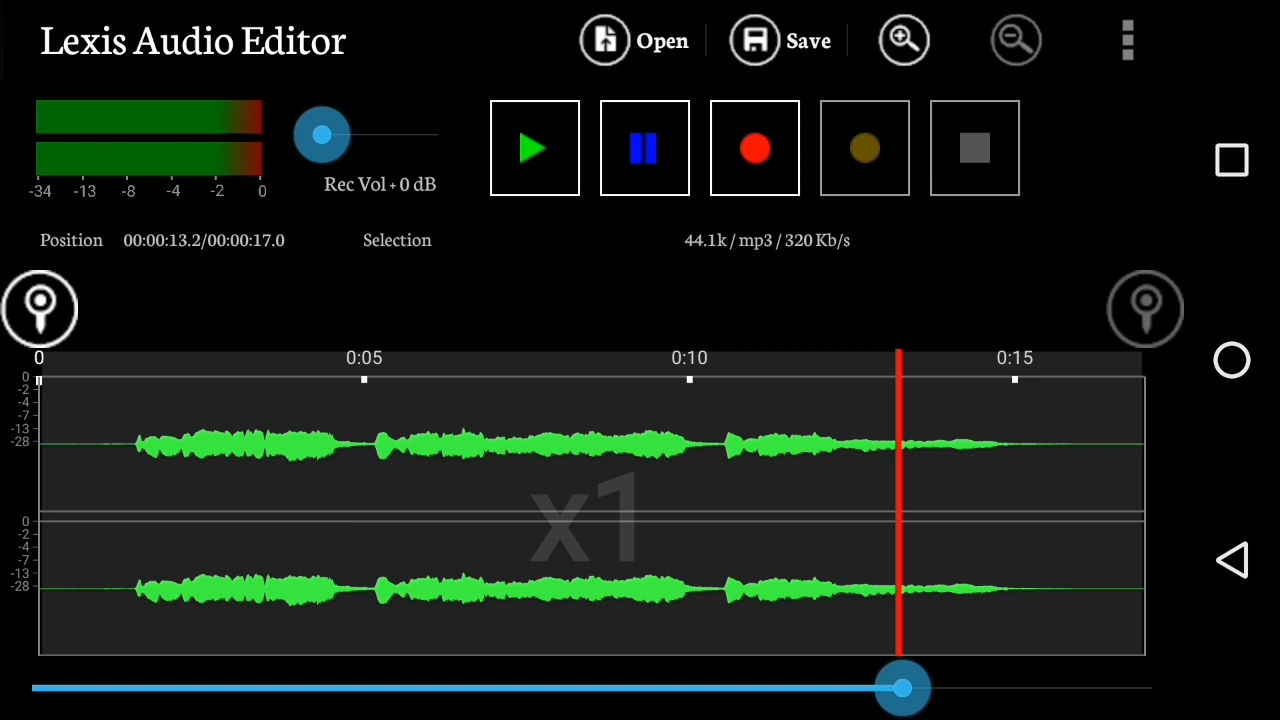 Lexis Audio Editor
Open
Save
-34 -13 -8 -4 -2 0
Rec Vol + 0 dB
Position 00:00:13.2/00:00:17.0 Selection 44.1k / mp3 / 320 Kb/s
0 0:05 0:10 0:15
0
-2
-4
-7
-13
-28
x1
0
-2
-4
-7
-13
-28